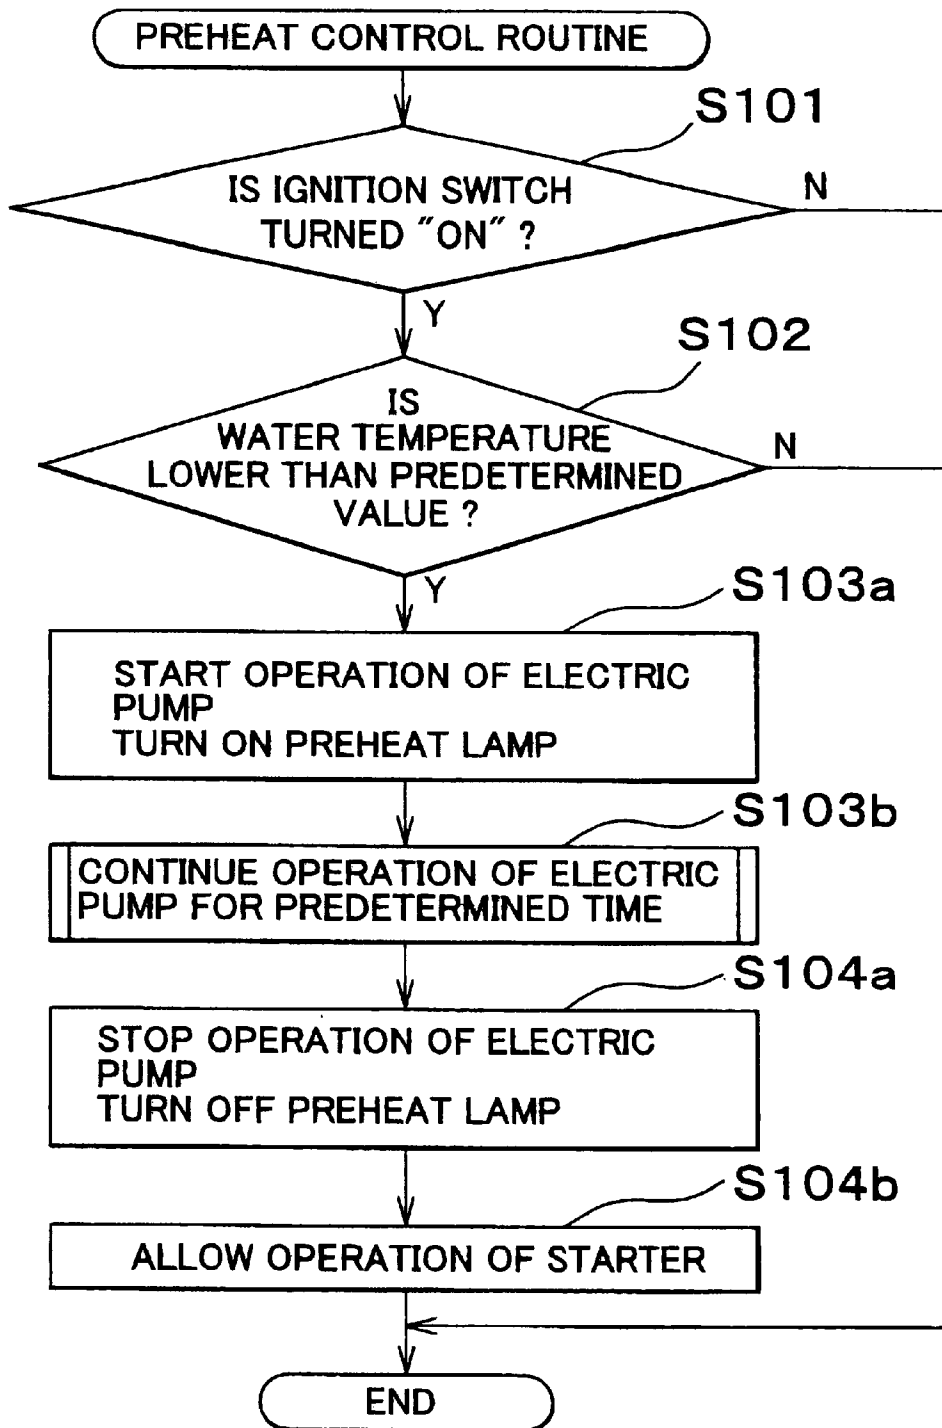 PREHEAT CONTROL ROUTINE
S101
IS IGNITION SWITCH
TURNED "ON" ?
N
Y
S102
IS
WATER TEMPERATURE
LOWER THAN PREDETERMINED
VALUE ?
N
Y
S103a
START OPERATION OF ELECTRIC
PUMP
TURN ON PREHEAT LAMP
S103b
CONTINUE OPERATION OF ELECTRIC
PUMP FOR PREDETERMINED TIME
S104a
STOP OPERATION OF ELECTRIC
PUMP
TURN OFF PREHEAT LAMP
S104b
ALLOW OPERATION OF STARTER
END